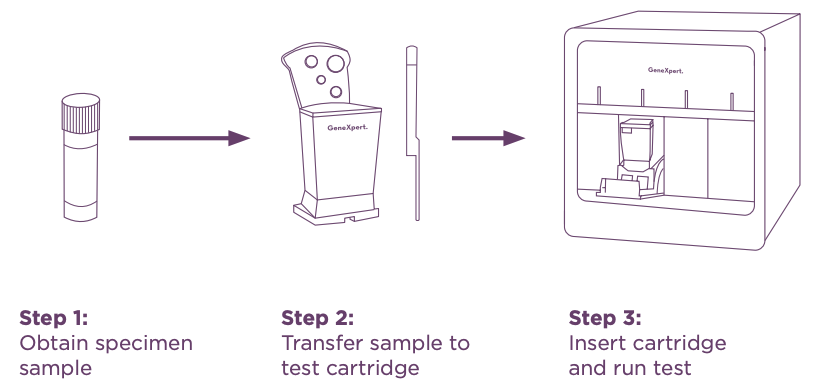 GeneXpert.
GeneXpert.
Step 1:
Obtain specimen
sample
Step 2:
Transfer sample to
test cartridge
Step 3:
Insert cartridge
and run test